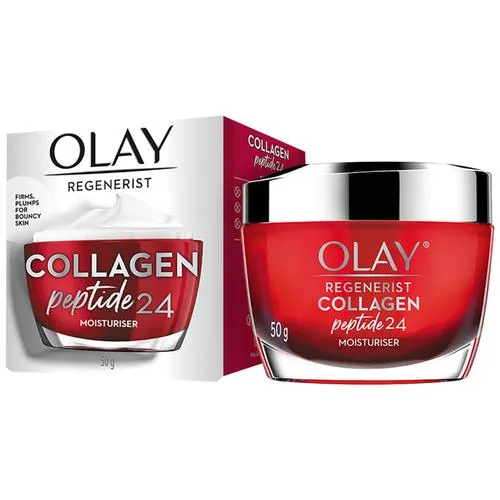 OLAY
REGENERIST
FIRMS,
PLUMPS
FOR
BOUNCY
SKIN
COLLAGEN
peptide 24
MOISTURISER
50 g
COLLAGEN
peptide 24
OLAY®
REGENERIST
COLLAGEN
peptide 24
MOISTURISER
50 g